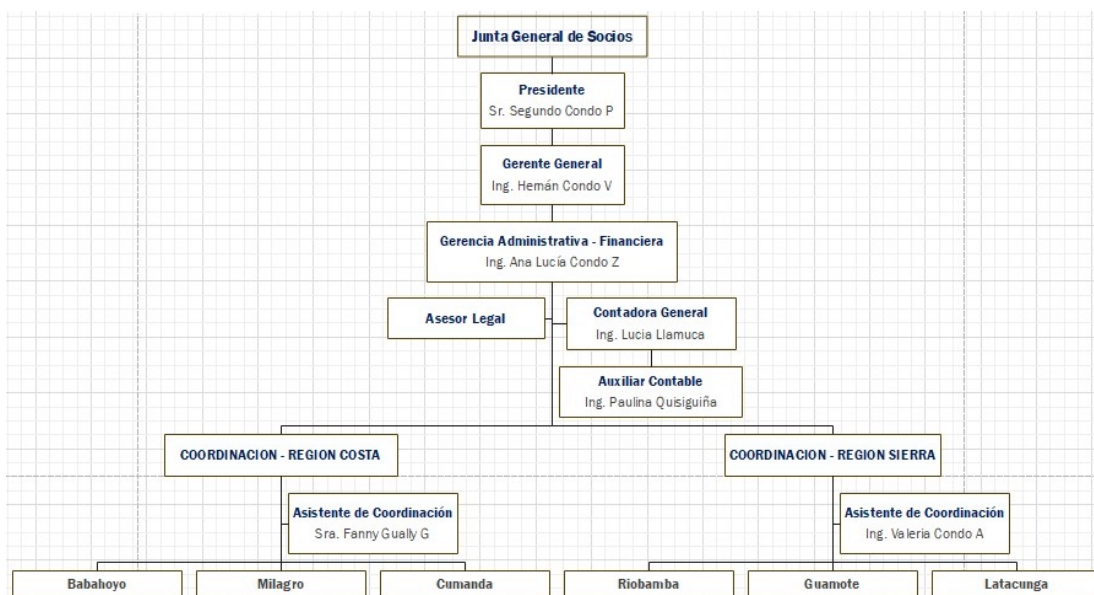 Junta General de Socios
Presidente
Sr. Segundo Condo P
Gerente General
Ing. Hernán Condo V
Gerencia Administrativa - Financiera
Ing. Ana Lucía Condo Z
Asesor Legal
Contadora General
Ing. Lucia Llamuca
Auxiliar Contable
Ing. Paulina Quisiguiña
COORDINACION - REGION COSTA
COORDINACION - REGION SIERRA
Asistente de Coordinación
Sra. Fanny Gually G
Asistente de Coordinación
Ing. Valeria Condo A
Babahoyo
Milagro
Cumanda
Riobamba
Guamote
Latacunga